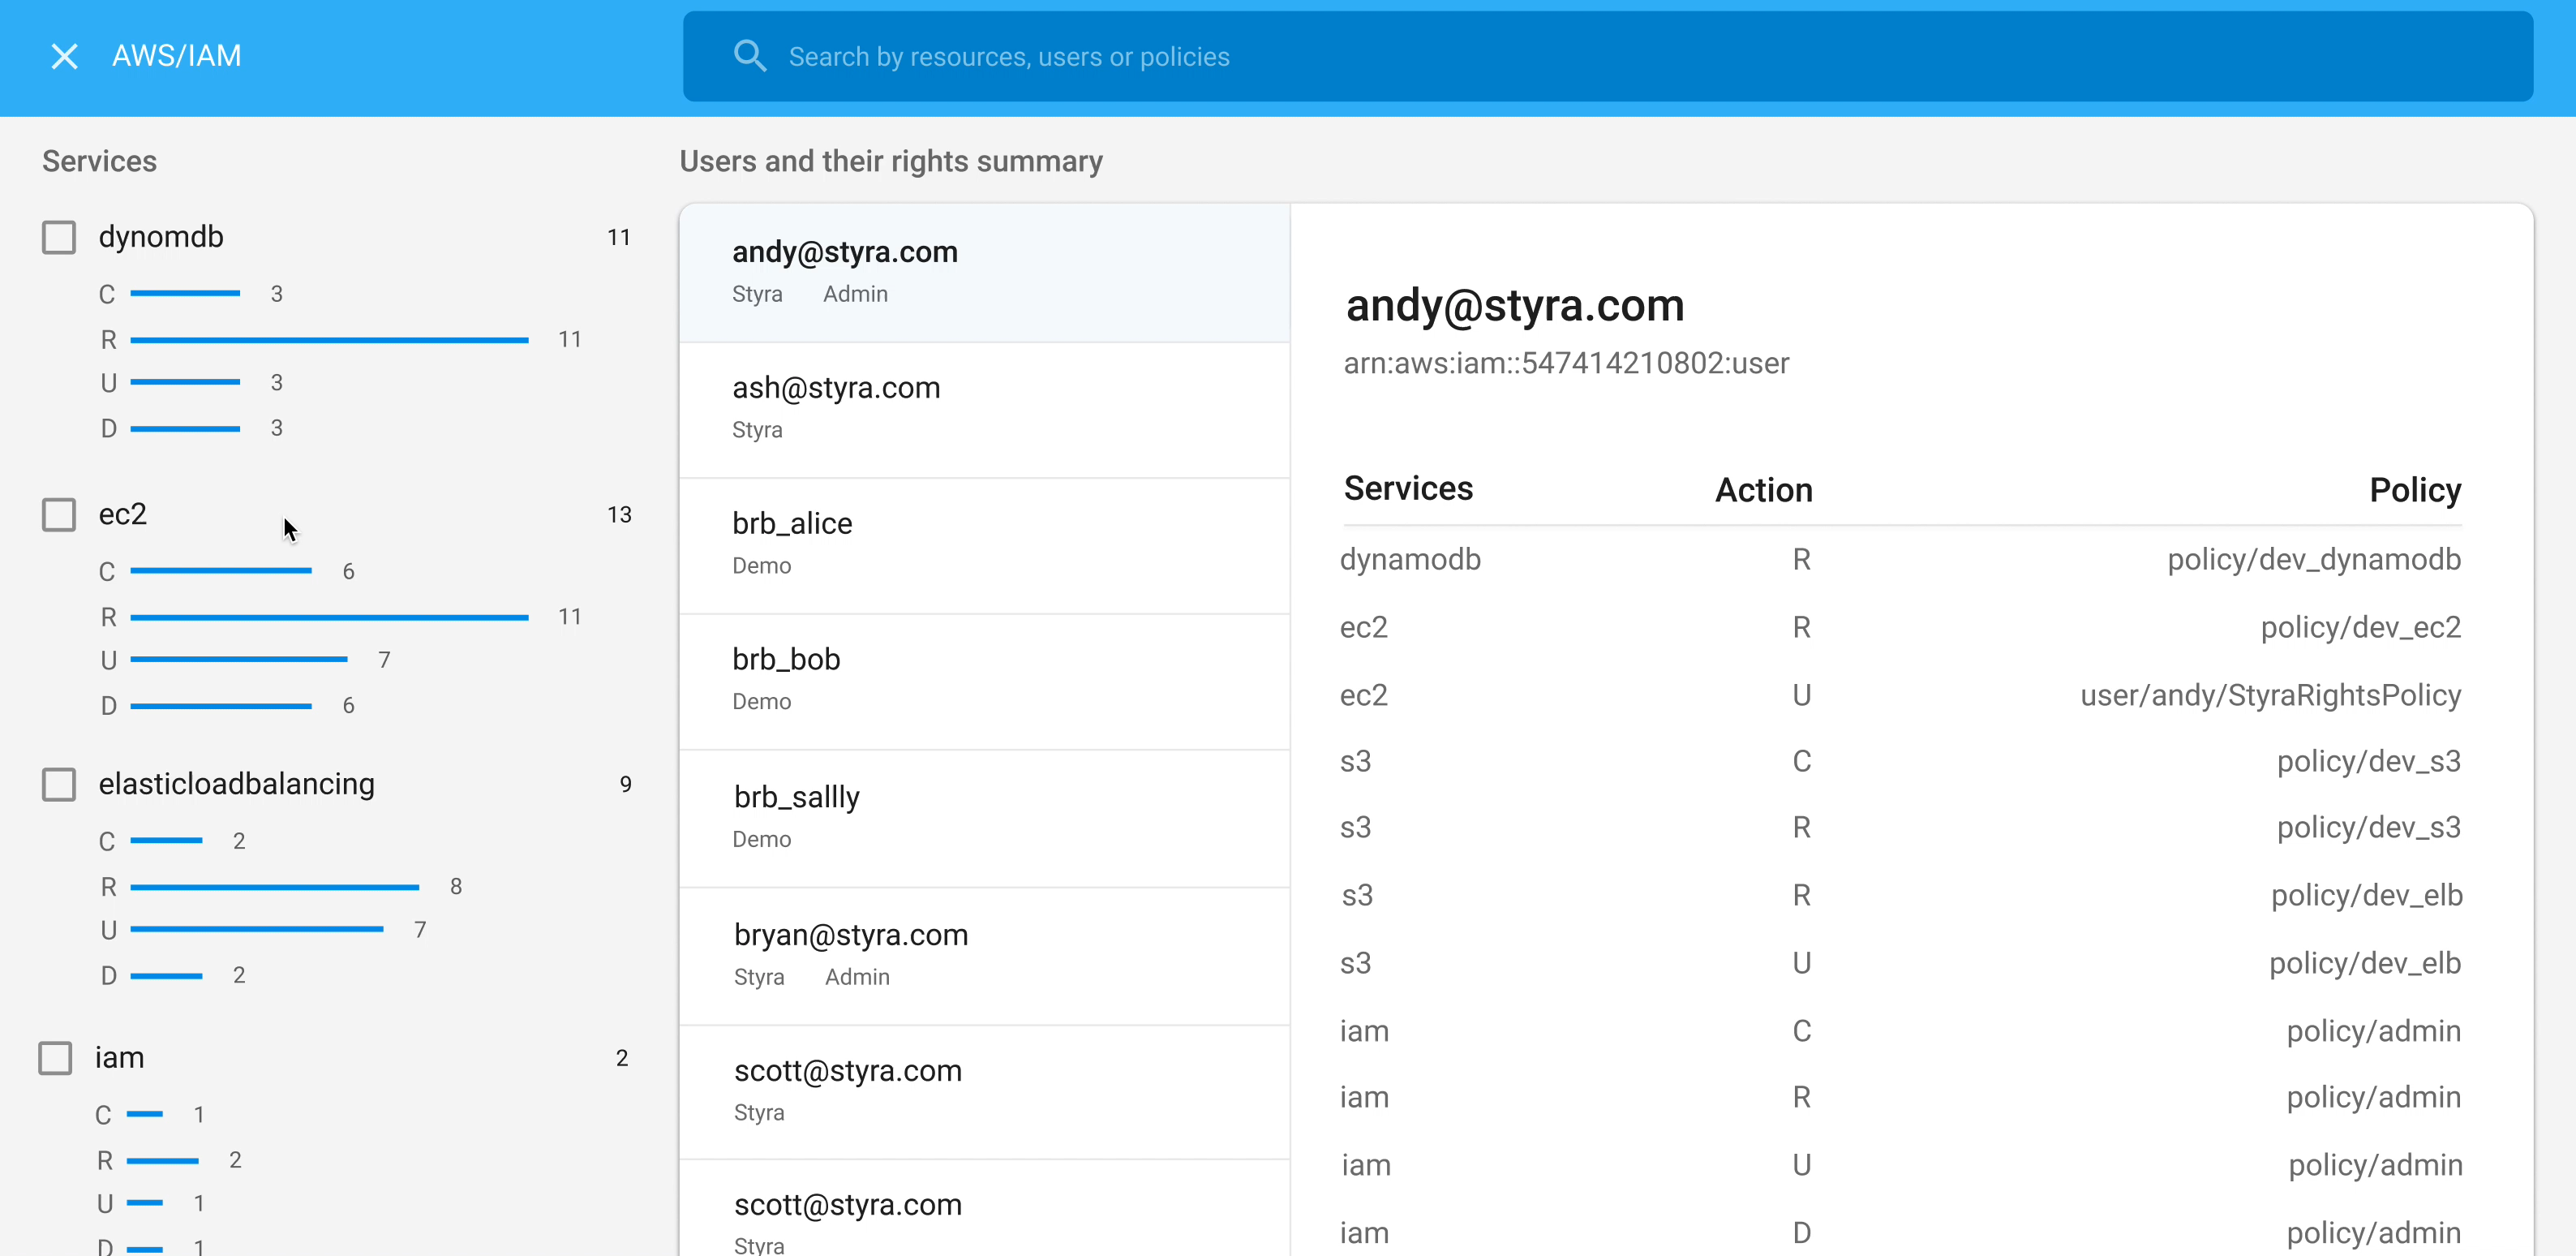 AWS/IAM
Search by resources, users or policies
Services
dynomdb 11
C 3
R 11
U 3
D 3
ec2 13
C 6
R 11
U 7
D 6
elasticloadbalancing 9
C 2
R 8
U 7
D 2
iam 2
C 1
R 2
U 1
D 1
Users and their rights summary
andy@styra.com
Styra Admin
ash@styra.com
Styra
brb_alice
Demo
brb_bob
Demo
brb_sallly
Demo
bryan@styra.com
Styra Admin
scott@styra.com
Styra
scott@styra.com
Styra
andy@styra.com
arn:aws:iam::547414210802:user
Services Action Policy
dynamodb R policy/dev_dynamodb
ec2 R policy/dev_ec2
ec2 U user/andy/StyraRightsPolicy
s3 C policy/dev_s3
s3 R policy/dev_s3
s3 R policy/dev_elb
s3 U policy/dev_elb
iam C policy/admin
iam R policy/admin
iam U policy/admin
iam D policy/admin